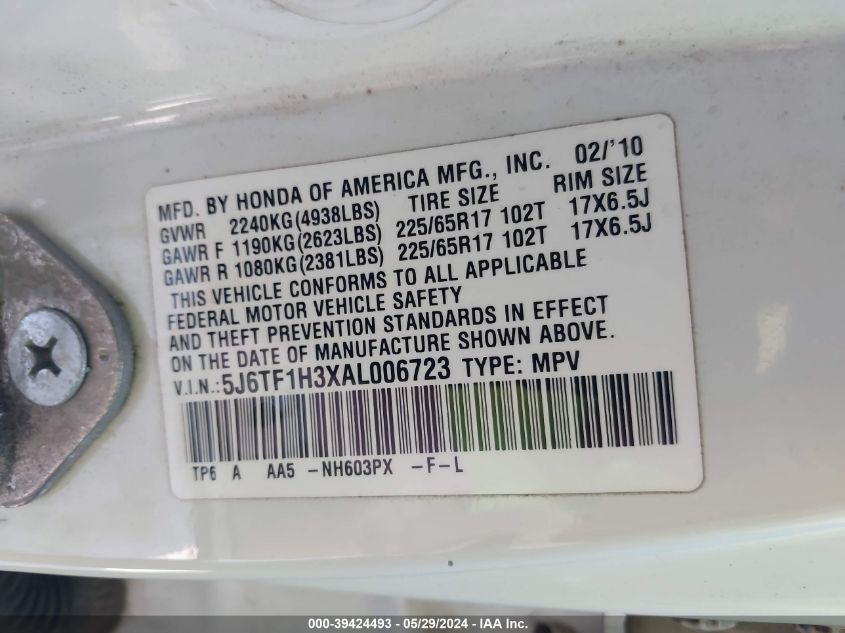 MFD. BY HONDA OF AMERICA MFG., INC. 02/'10
GVWR 2240KG(4938LBS) TIRE SIZE RIM SIZE
GAWR F 1190KG(2623LBS) 225/65R17 102T 17X6.5J
GAWR R 1080KG(2381LBS) 225/65R17 102T 17X6.5J
THIS VEHICLE CONFORMS TO ALL APPLICABLE
FEDERAL MOTOR VEHICLE SAFETY
AND THEFT PREVENTION STANDARDS IN EFFECT
ON THE DATE OF MANUFACTURE SHOWN ABOVE.
V.I.N.: 5J6TF1H3XAL006723 TYPE: MPV
TP6 A AA5 -NH603PX -F-L
000-39424493 - 05/29/2024 - IAA Inc.